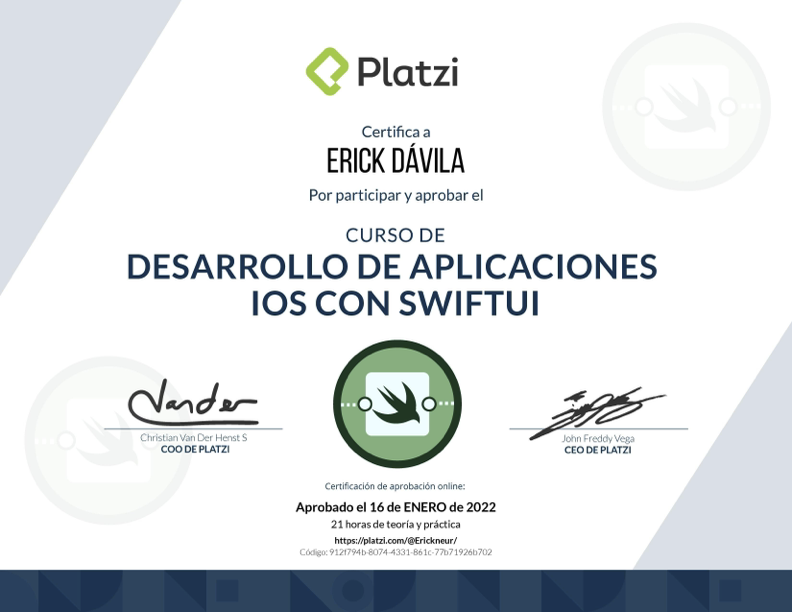 Platzi
Certifica a
ERICK DÁVILA
Por participar y aprobar el
CURSO DE
DESARROLLO DE APLICACIONES
IOS CON SWIFTUI
Vander
Christian Van Der Henst S
COO DE PLATZI
John Freddy Vega
CEO DE PLATZI
Certificación de aprobación online:
Aprobado el 16 de ENERO de 2022
21 horas de teoría y práctica
https://platzi.com/@Erickneur/
Código: 912f794b-8074-4331-861c-77b71926b702